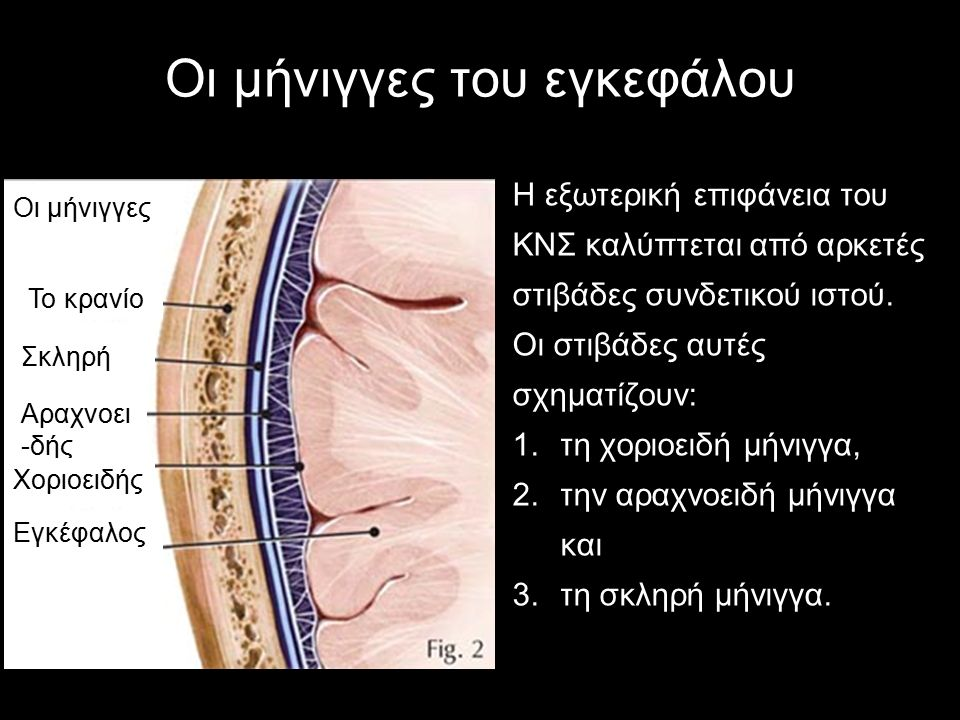 Οι μήνιγγες του εγκεφάλου
Οι μήνιγγες
Το κρανίο
Σκληρή
Αραχνοει
-δής
Χοριοειδής
Εγκέφαλος
Fig. 2
Η εξωτερική επιφάνεια του
ΚΝΣ καλύπτεται από αρκετές
στιβάδες συνδετικού ιστού.
Οι στιβάδες αυτές
σχηματίζουν:
1. τη χοριοειδή μήνιγγα,
2. την αραχνοειδή μήνιγγα
και
3. τη σκληρή μήνιγγα.